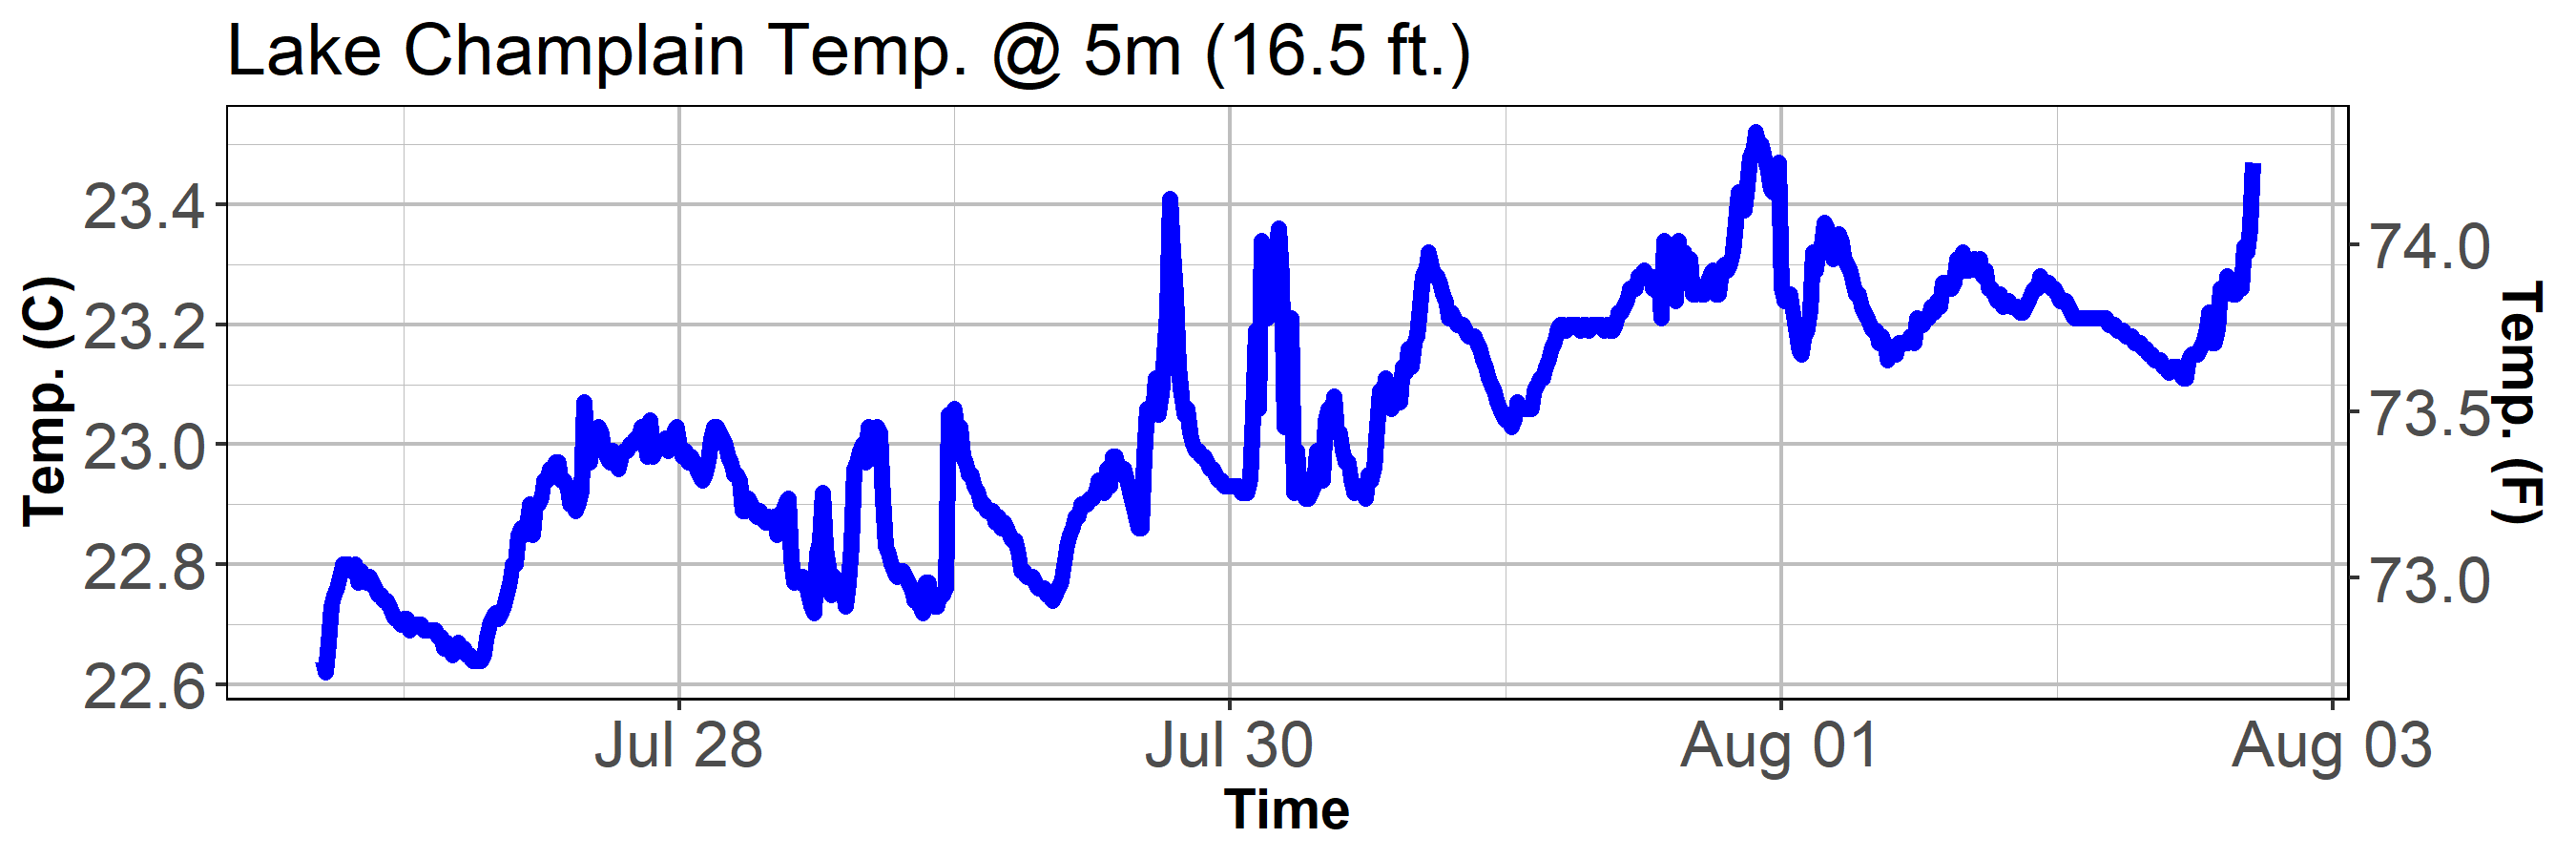 Lake Champlain Temp. @ 5m (16.5 ft.)
Temp. (C)
23.4
23.2
23.0
22.8
22.6
74.0
73.5
73.0
Temp. (F)
Jul 28
Jul 30
Aug 01
Aug 03
Time